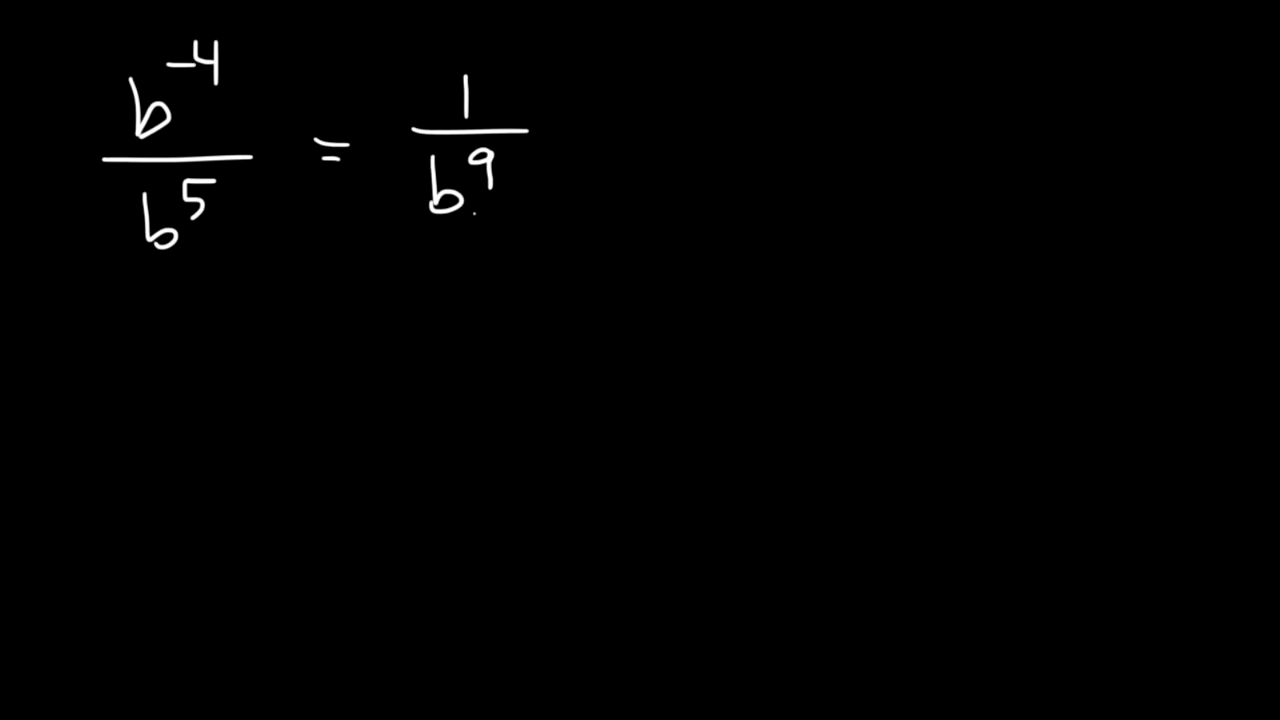 b^-4 / b^5 = 1 / b^9